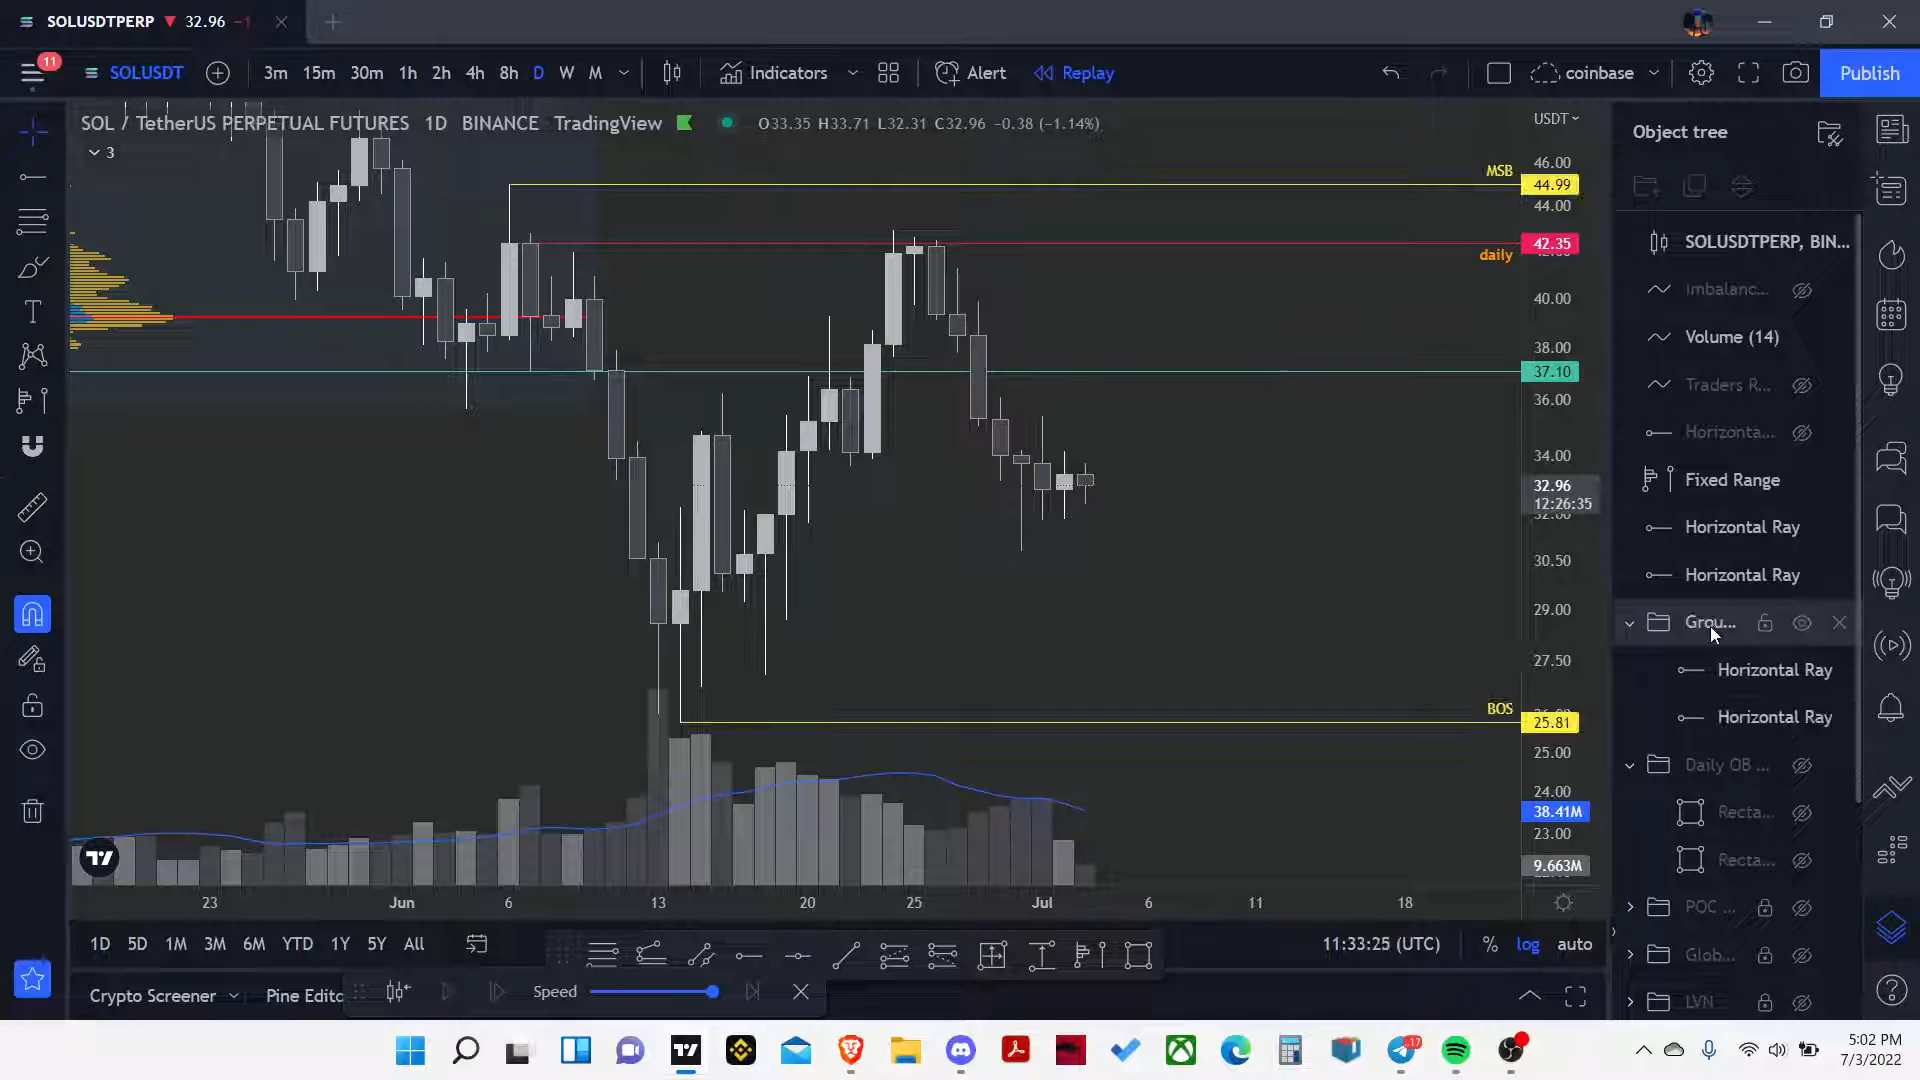 SOLUSDTPERP ▼ 32.96 −1
11
SOLUSDT
3m 15m 30m 1h 2h 4h 8h D W M
Indicators
Alert
Replay
coinbase
Publish
SOL / TetherUS PERPETUAL FUTURES 1D BINANCE TradingView
O33.35 H33.71 L32.31 C32.96 −0.38 (−1.14%)
3
USDT
46.00
MSB
44.99
44.00
42.35
daily
40.00
38.00
37.10
36.00
34.00
32.96
12:26:35
32.00
30.50
29.00
27.50
BOS
25.81
25.00
24.00
38.41M
23.00
9.663M
23 Jun 6 13 20 25 Jul 6 11 18
Object tree
SOLUSDTPERP, BIN...
Imbalanc...
Volume (14)
Traders R...
Horizonta...
Fixed Range
Horizontal Ray
Horizontal Ray
Grou...
Horizontal Ray
Horizontal Ray
Daily OB ...
Recta...
Recta...
POC ...
Glob...
LVN
1D 5D 1M 3M 6M YTD 1Y 5Y All
11:33:25 (UTC)
% log auto
Crypto Screener
Pine Edito
Speed
17
5:02 PM
7/3/2022